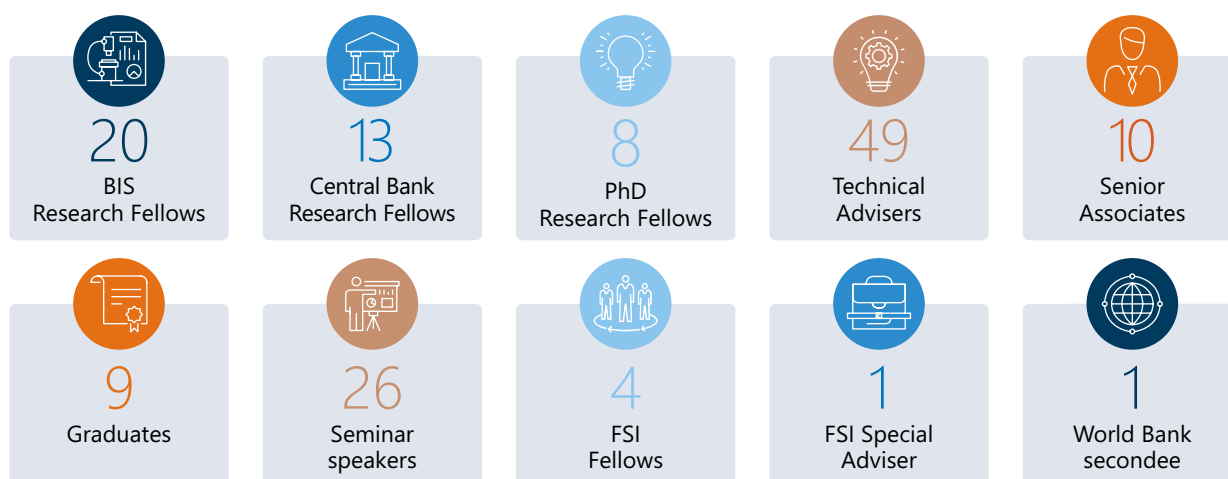 20
BIS
Research Fellows
13
Central Bank
Research Fellows
8
PhD
Research Fellows
49
Technical
Advisers
10
Senior
Associates
9
Graduates
26
Seminar
speakers
4
FSI
Fellows
1
FSI Special
Adviser
1
World Bank
secondee